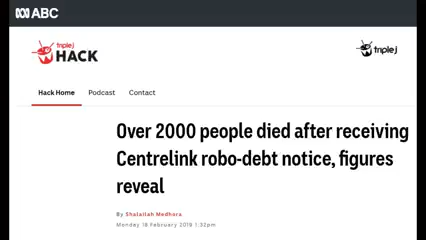 ABC
triple j
HACK
triple j
Hack Home Podcast Contact
Over 2000 people died after receiving
Centrelink robo-debt notice, figures
reveal
By Shalailah Medhora
Monday 18 February 2019 1:32pm